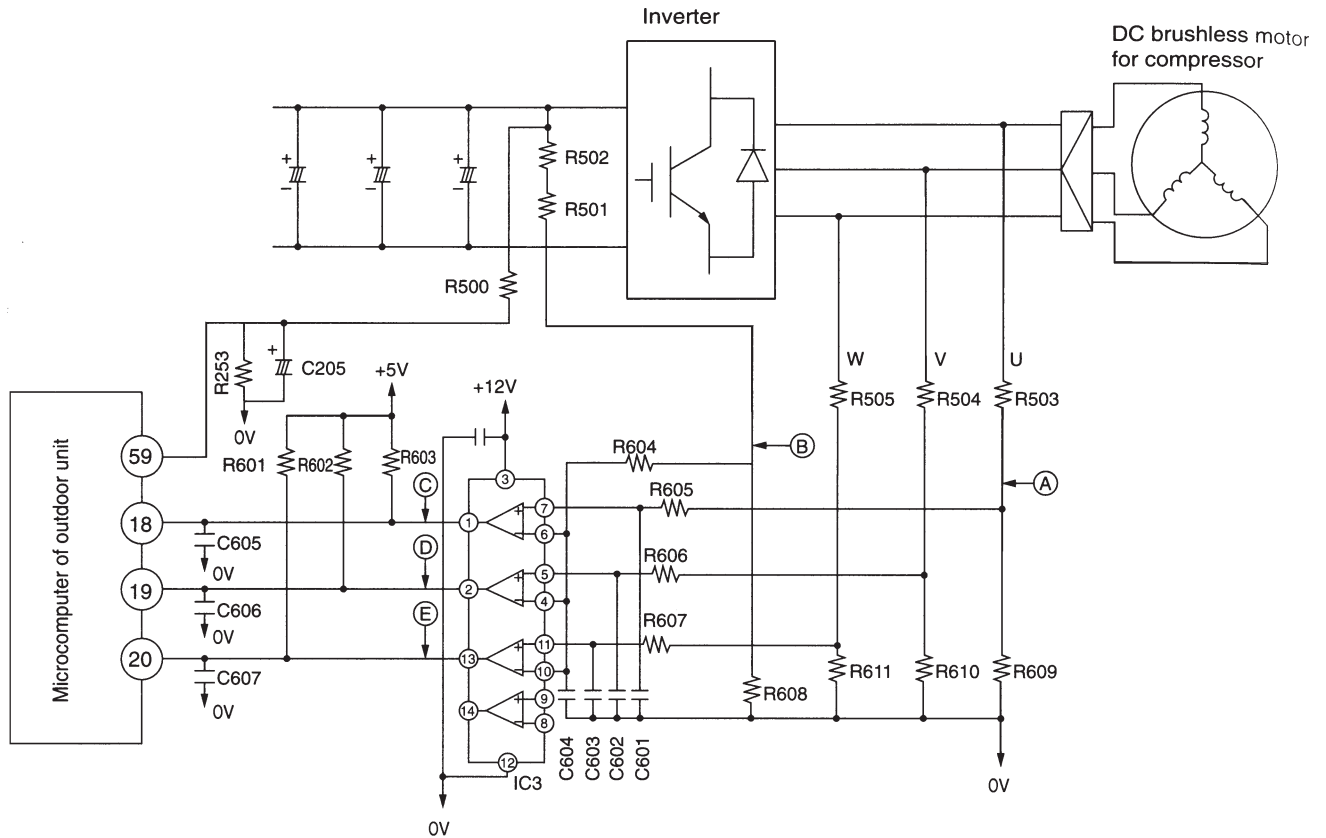 Inverter
DC brushless motor
for compressor
+
−
+
−
+
−
R502
R501
R500
R253
+
C205
0V
+5V
+12V
W
V
U
R505
R504
R503
Microcomputer of outdoor unit
59
18
19
20
R601
R602
R603
R604
R605
R606
R607
B
A
C
D
E
C605
0V
C606
0V
C607
0V
3
1
+
−
7
6
2
+
−
5
4
13
+
−
11
10
14
+
−
9
8
12
IC3
0V
C604
C603
C602
C601
R608
R611
R610
R609
0V